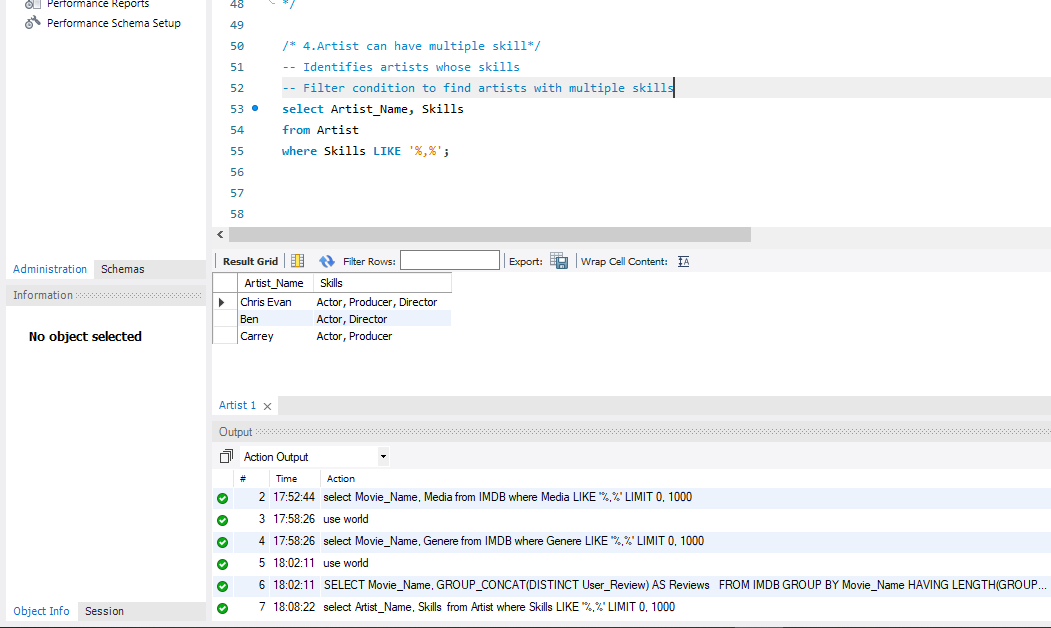 Performance Reports
Performance Schema Setup
48 */
49
50 /* 4.Artist can have multiple skill*/
51 -- Identifies artists whose skills
52 -- Filter condition to find artists with multiple skills
53 select Artist_Name, Skills
54 from Artist
55 where Skills LIKE '%,%';
56
57
58
Administration Schemas
Information
No object selected
Result Grid Filter Rows: Export: Wrap Cell Content:
Artist_Name Skills
Chris Evan Actor, Producer, Director
Ben Actor, Director
Carrey Actor, Producer
Artist 1
Output
Action Output
# Time Action
2 17:52:44 select Movie_Name, Media from IMDB where Media LIKE '%,%' LIMIT 0, 1000
3 17:58:26 use world
4 17:58:26 select Movie_Name, Genere from IMDB where Genere LIKE '%,%' LIMIT 0, 1000
5 18:02:11 use world
6 18:02:11 SELECT Movie_Name, GROUP_CONCAT(DISTINCT User_Review) AS Reviews FROM IMDB GROUP BY Movie_Name HAVING LENGTH(GROUP...
7 18:08:22 select Artist_Name, Skills from Artist where Skills LIKE '%,%' LIMIT 0, 1000
Object Info Session